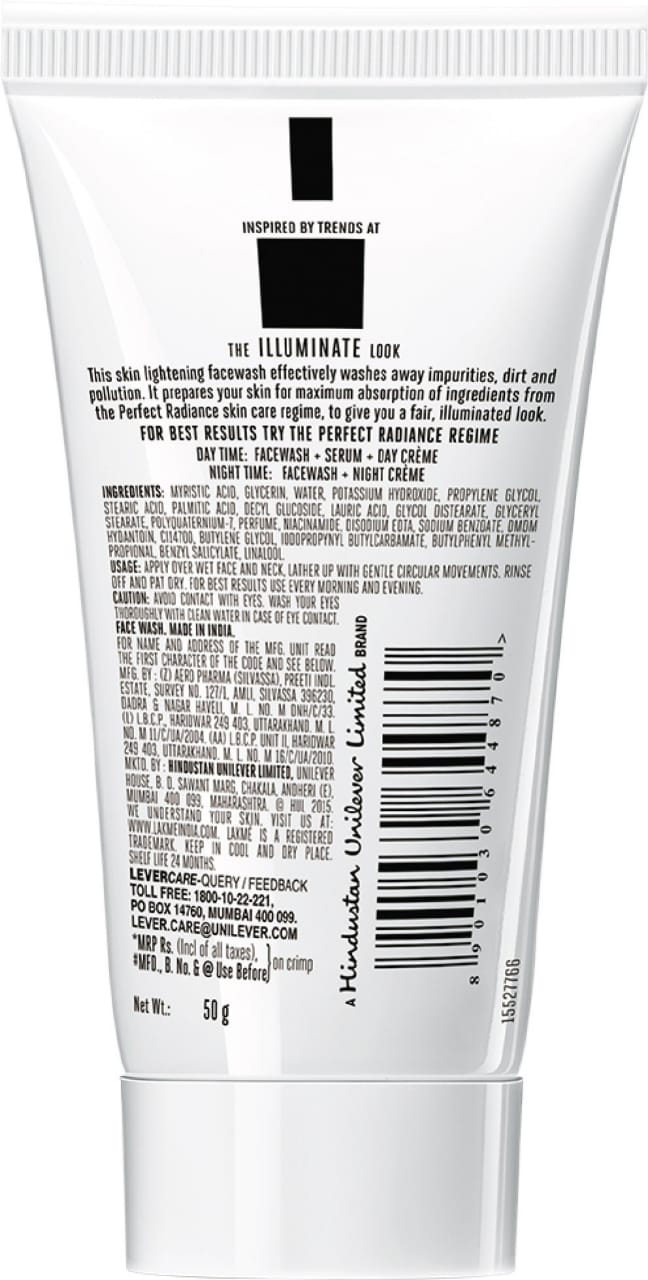 INSPIRED BY TRENDS AT
THE ILLUMINATE LOOK
This skin lightening facewash effectively washes away impurities, dirt and
pollution. It prepares your skin for maximum absorption of ingredients from
the Perfect Radiance skin care regime, to give you a fair, illuminated look.
FOR BEST RESULTS TRY THE PERFECT RADIANCE REGIME
DAY TIME: FACEWASH + SERUM + DAY CRÈME
NIGHT TIME: FACEWASH + NIGHT CRÈME
INGREDIENTS: MYRISTIC ACID, GLYCERIN, WATER, POTASSIUM HYDROXIDE, PROPYLENE GLYCOL,
STEARIC ACID, PALMITIC ACID, DECYL GLUCOSIDE, LAURIC ACID, GLYCOL DISTEARATE, GLYCERYL
STEARATE, POLYQUATERNIUM-7, PERFUME, NIACINAMIDE, DISODIUM EDTA, SODIUM BENZOATE, DMDM
HYDANTOIN, CI14700, BUTYLENE GLYCOL, IODOPROPYNYL BUTYLCARBAMATE, BUTYLPHENYL METHYL-
PROPIONAL, BENZYL SALICYLATE, LINALOOL.
USAGE: APPLY OVER WET FACE AND NECK, LATHER UP WITH GENTLE CIRCULAR MOVEMENTS. RINSE
OFF AND PAT DRY. FOR BEST RESULTS USE EVERY MORNING AND EVENING.
CAUTION: AVOID CONTACT WITH EYES. WASH YOUR EYES
THOROUGHLY WITH CLEAN WATER IN CASE OF EYE CONTACT.
FACE WASH. MADE IN INDIA.
FOR NAME AND ADDRESS OF THE MFG. UNIT READ
THE FIRST CHARACTER OF THE CODE AND SEE BELOW.
MFG. BY : (Z) AERO PHARMA (SILVASSA), PREETI INDL
ESTATE, SURVEY NO. 127/1, AMLI, SILVASSA 396230,
DADRA & NAGAR HAVELI, M. L. NO. M DNH/C/33.
(L) L.B.C.P., HARIDWAR 249 403, UTTARAKHAND. M. L.
NO. M 11/C/UA/2004. (AA) L.B.C.P. UNIT II, HARIDWAR
249 403, UTTARAKHAND. M. L. NO. M 16/C/UA/2010.
MKTD. BY : HINDUSTAN UNILEVER LIMITED, UNILEVER
HOUSE, B. D. SAWANT MARG, CHAKALA, ANDHERI (E),
MUMBAI 400 099, MAHARASHTRA. @ HUL 2015.
WE UNDERSTAND YOUR SKIN. VISIT US AT:
WWW.LAKMEINDIA.COM. LAKMÉ IS A REGISTERED
TRADEMARK. KEEP IN COOL AND DRY PLACE.
SHELF LIFE 24 MONTHS.
LEVERCARE-QUERY / FEEDBACK
TOLL FREE: 1800-10-22-221,
PO BOX 14760, MUMBAI 400 099.
LEVER.CARE@UNILEVER.COM
*MRP Rs. (Incl of all taxes),
#MFD., B. No. & @ Use Before} on crimp
Net Wt.: 50 g
A Hindustan Unilever Limited BRAND
8 901030 644870 >
15527766